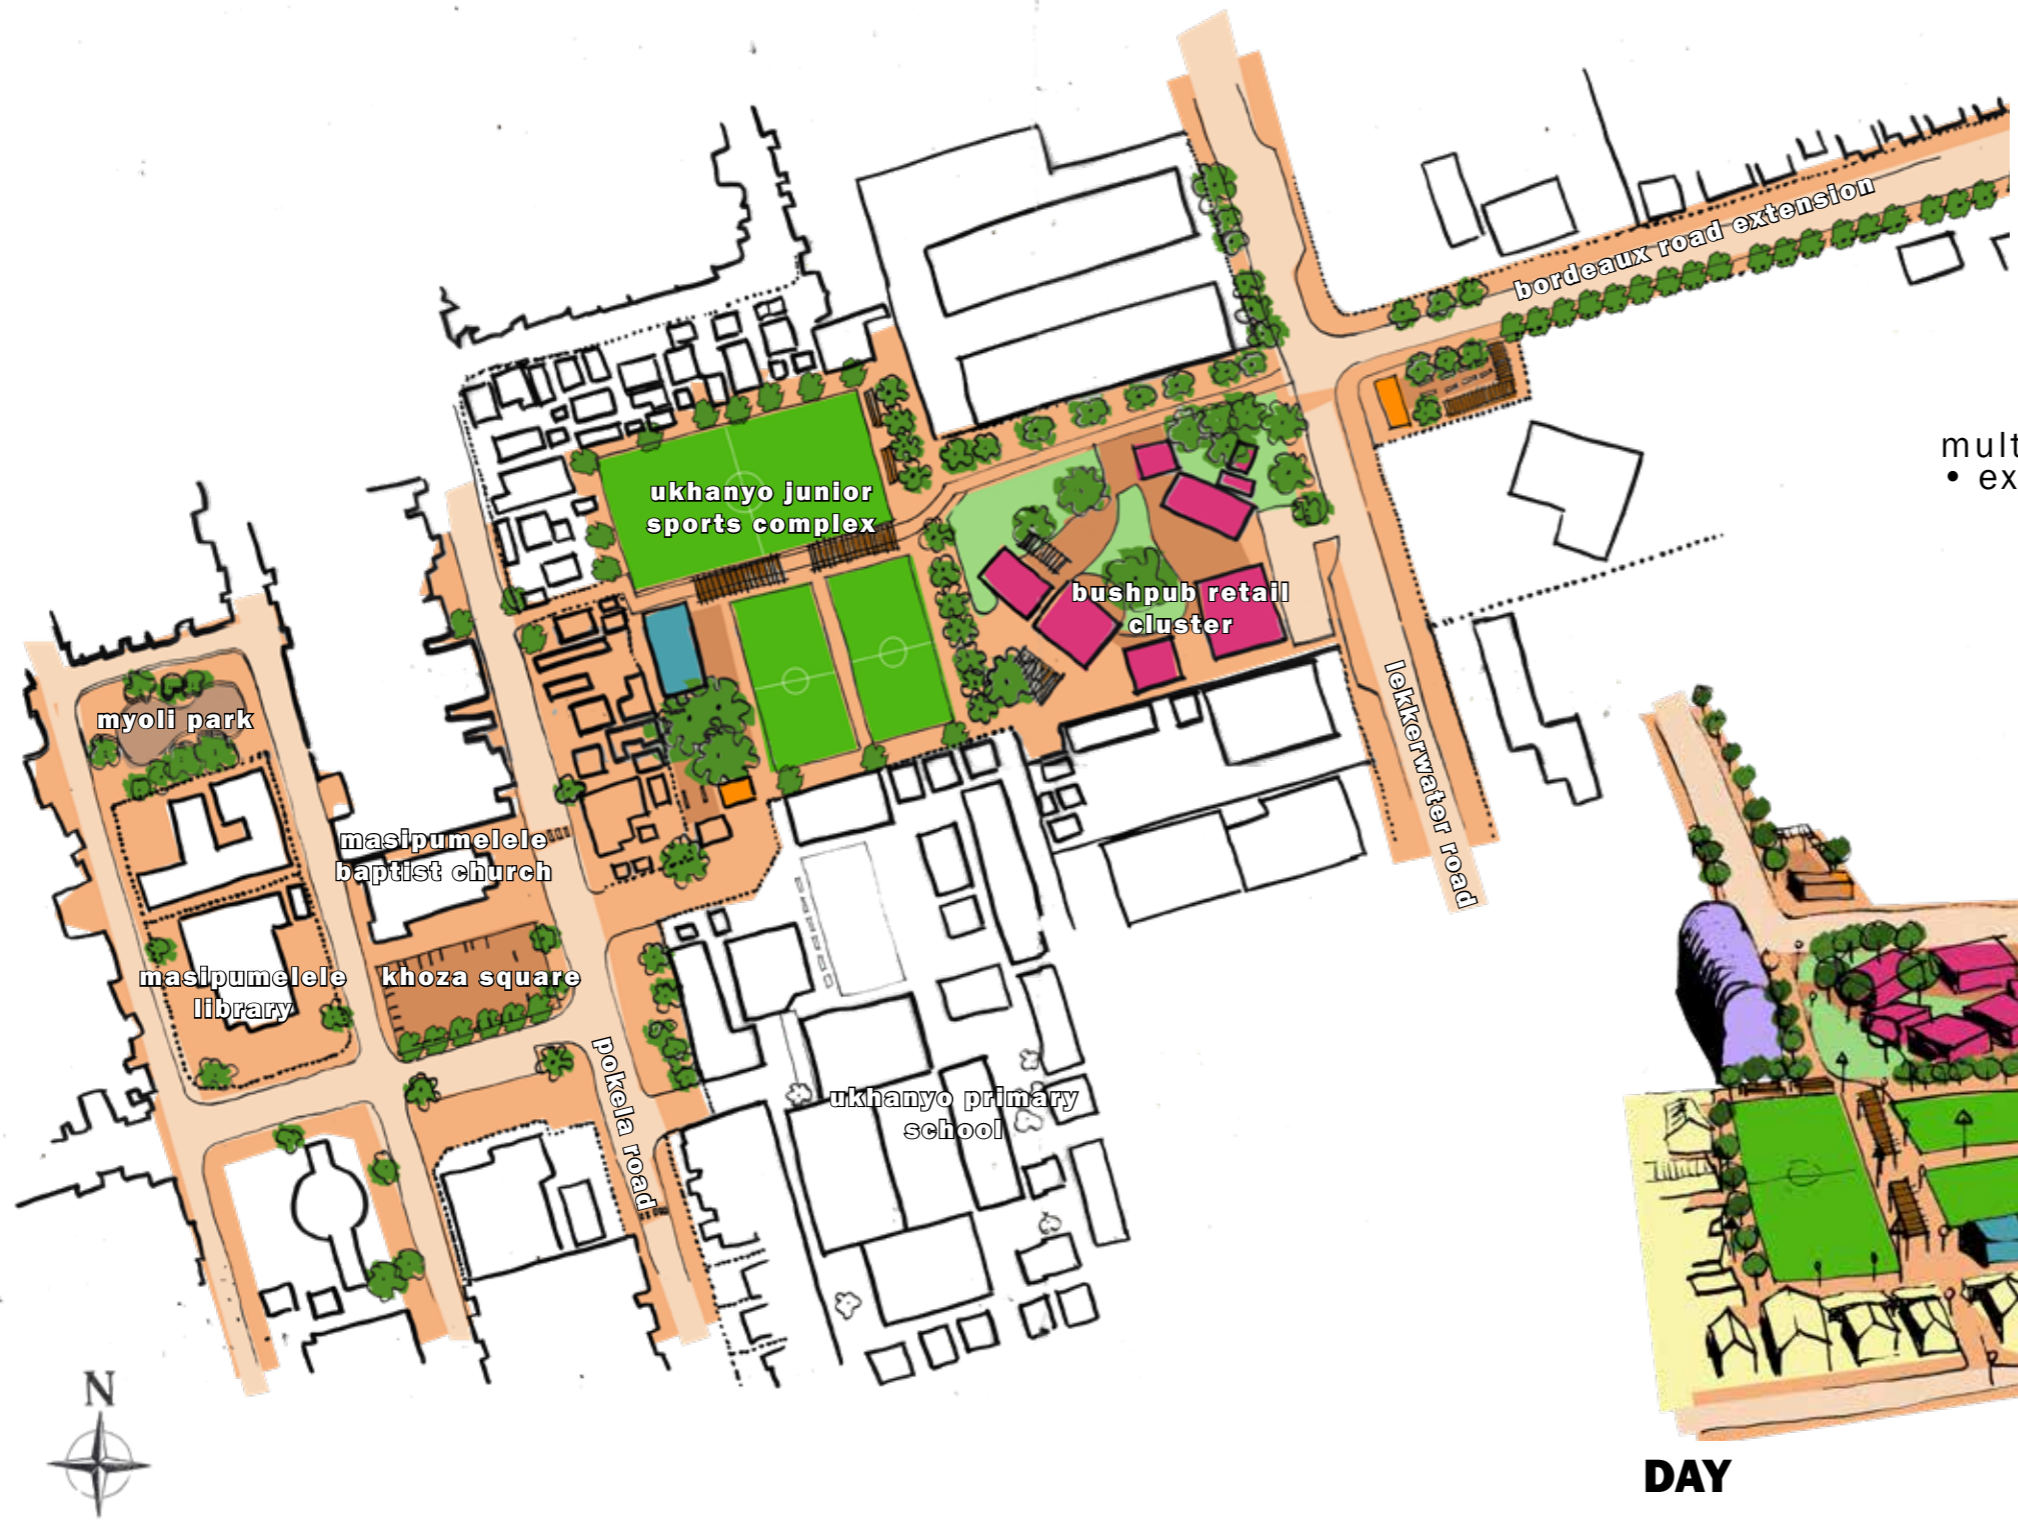 bordeaux road extension
mult
• ex
ukhanyo junior
sports complex
bushpub retail
cluster
lekkerwater road
myoli park
masipumelele
baptist church
masipumelele
library
khoza square
pokela road
ukhanyo primary
school
N
DAY